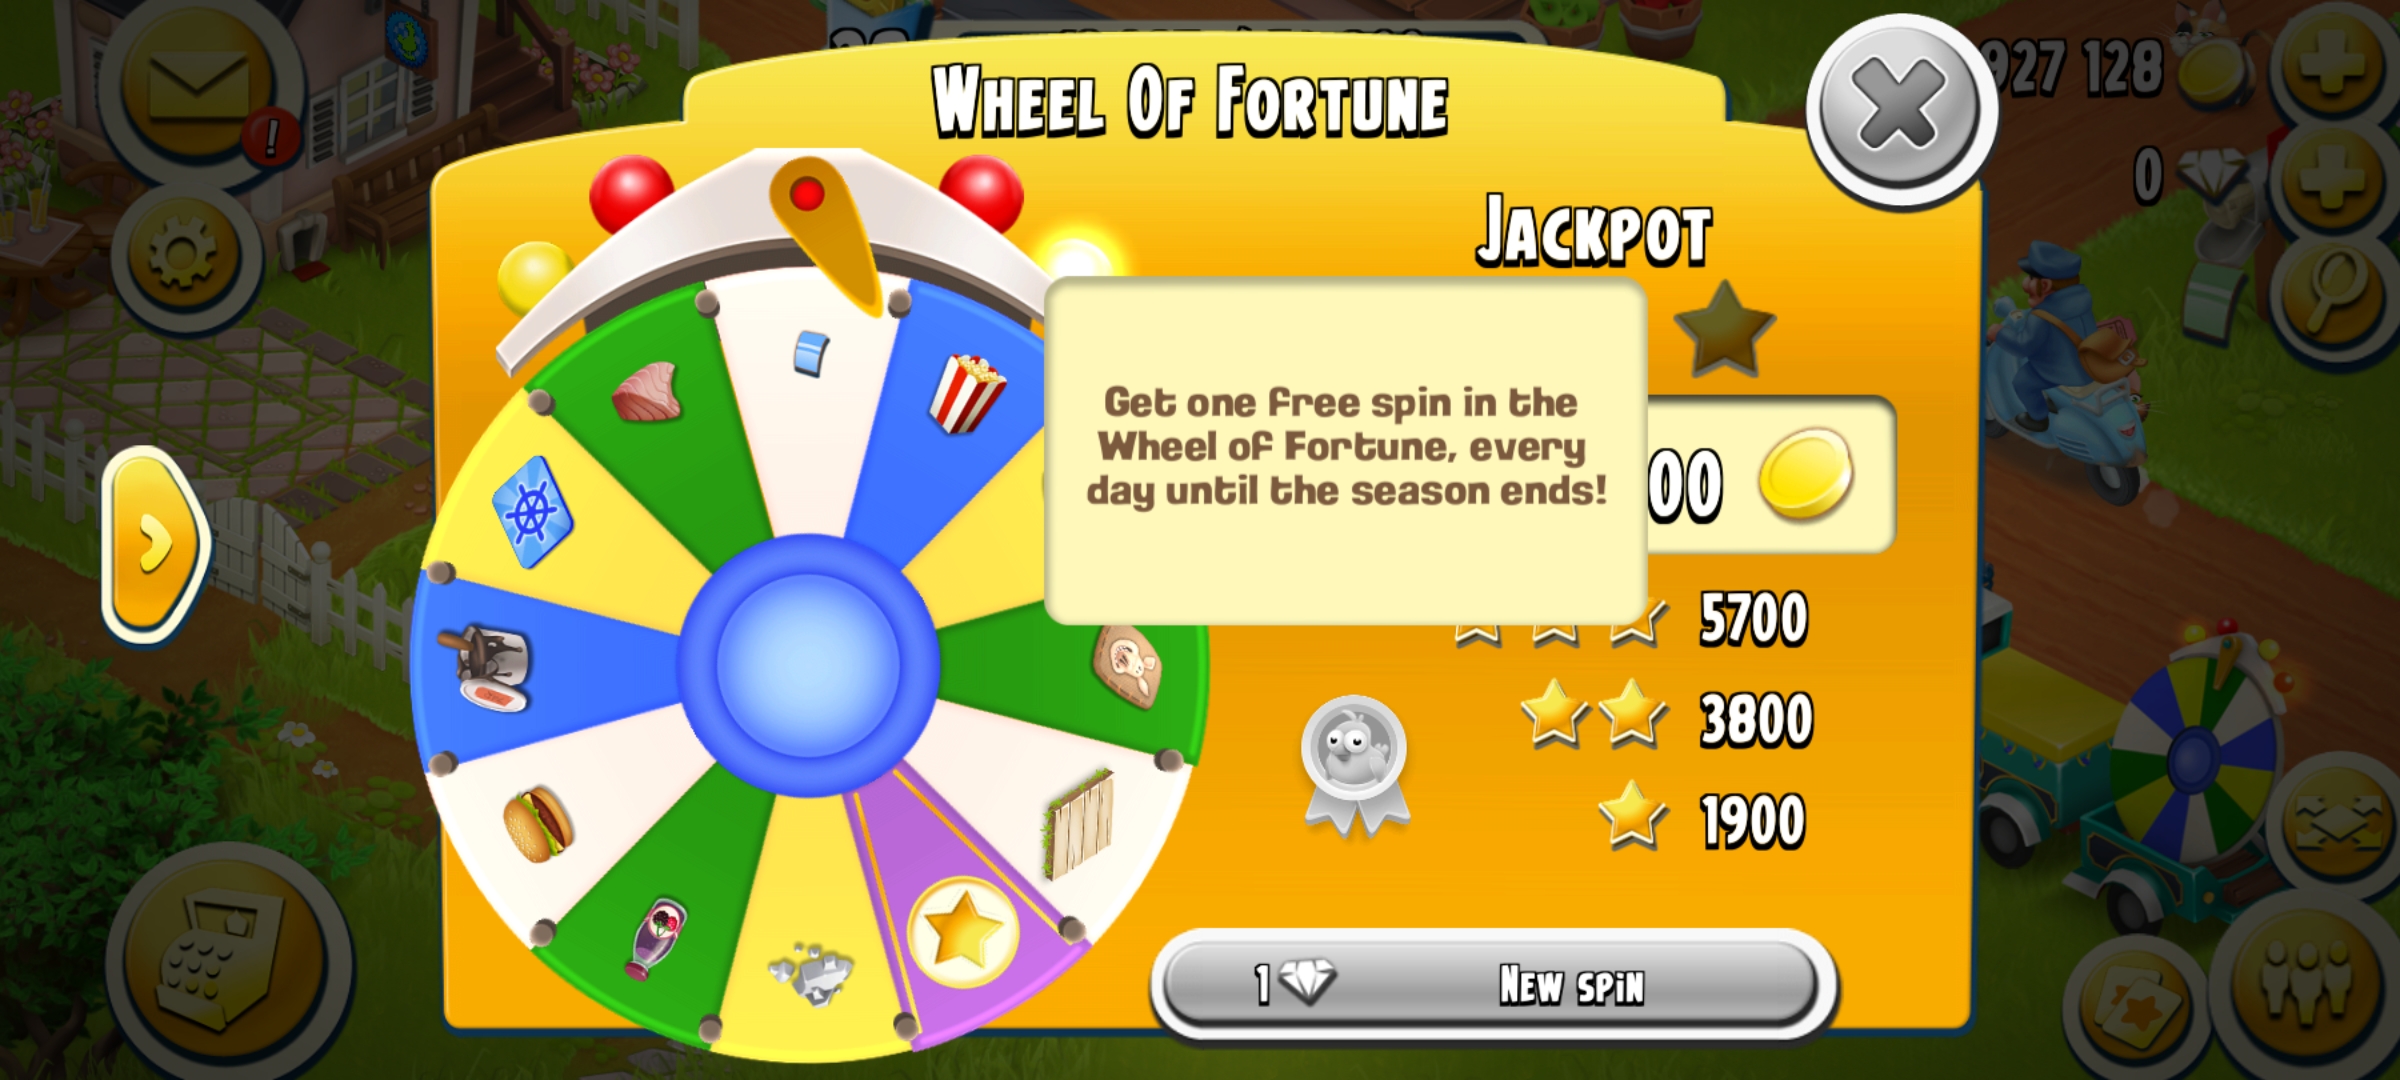 Wheel Of Fortune
927 128
0
!
Jackpot
Get one free spin in the
Wheel of Fortune, every
day until the season ends!
00
5700
3800
1900
1 New spin